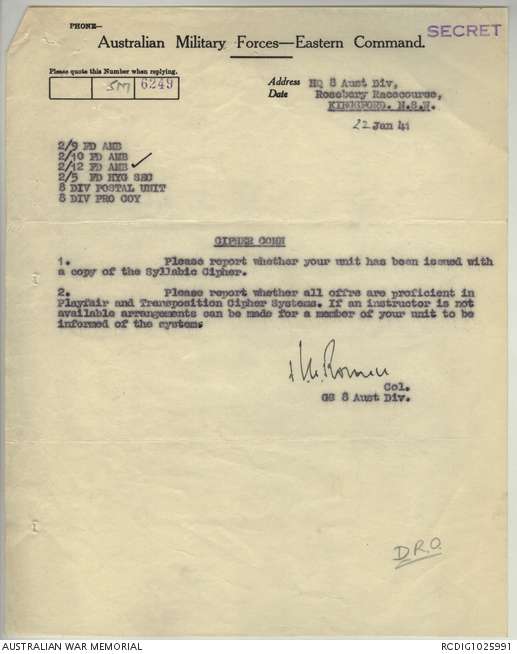 PHONE—
SECRET
Australian Military Forces—Eastern Command.
Please quote this Number when replying.
SM 6249
Address HQ 8 Aust Div,
Date Rosebery Racecourse,
KINGSFORD. N.S.W.
22 Jan 41
2/9 FD AMB
2/10 FD AMB
2/12 FD AMB
2/5 FD HYG SEC
8 DIV POSTAL UNIT
8 DIV PRO COY
CIPHER COMN
1. Please report whether your unit has been issued with
a copy of the Syllabic Cipher.
2. Please report whether all offrs are proficient in
Playfair and Transposition Cipher Systems. If an instructor is not
available arrangements can be made for a member of your unit to be
informed of the system.
Col.
GS 8 Aust Div.
D.R.O.
AUSTRALIAN WAR MEMORIAL
RCDIG1025991